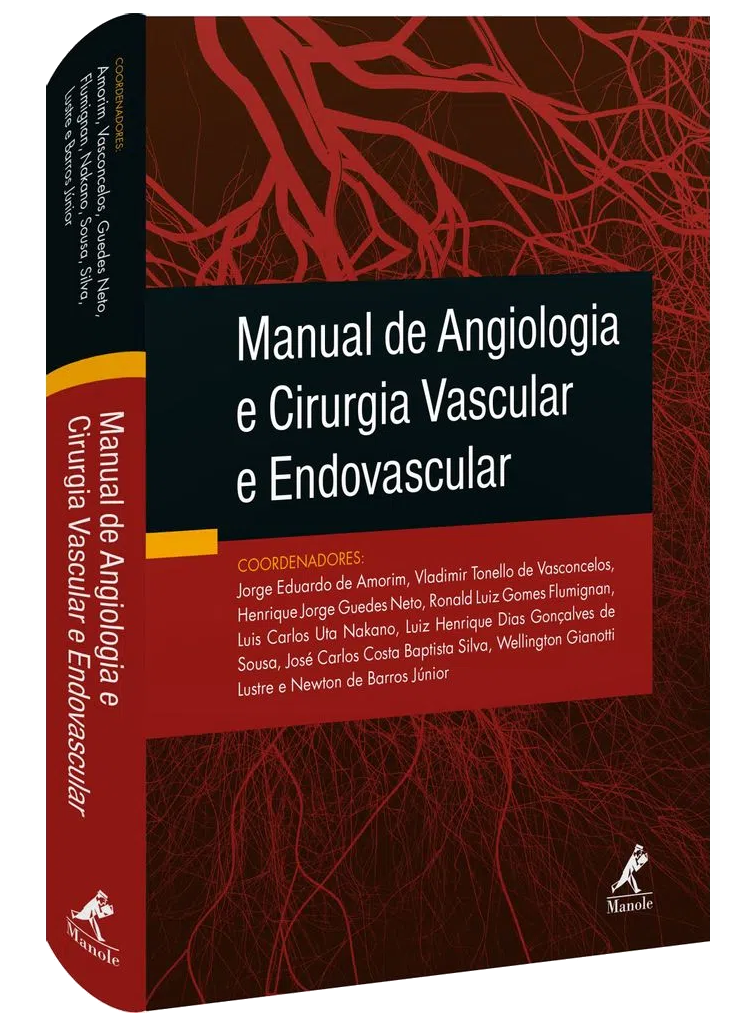 COORDENADORES:
Amorim, Vasconcelos, Guedes Neto,
Flumignan, Nakano, Sousa, Silva,
Lustre e Barros Júnior
Manual de Angiologia e
Cirurgia Vascular e Endovascular
Manole
Manual de Angiologia
e Cirurgia Vascular
e Endovascular
COORDENADORES:
Jorge Eduardo de Amorim, Vladimir Tonello de Vasconcelos,
Henrique Jorge Guedes Neto, Ronald Luiz Gomes Flumignan,
Luis Carlos Uta Nakano, Luiz Henrique Dias Gonçalves de
Sousa, José Carlos Costa Baptista Silva, Wellington Gianotti
Lustre e Newton de Barros Júnior
Manole